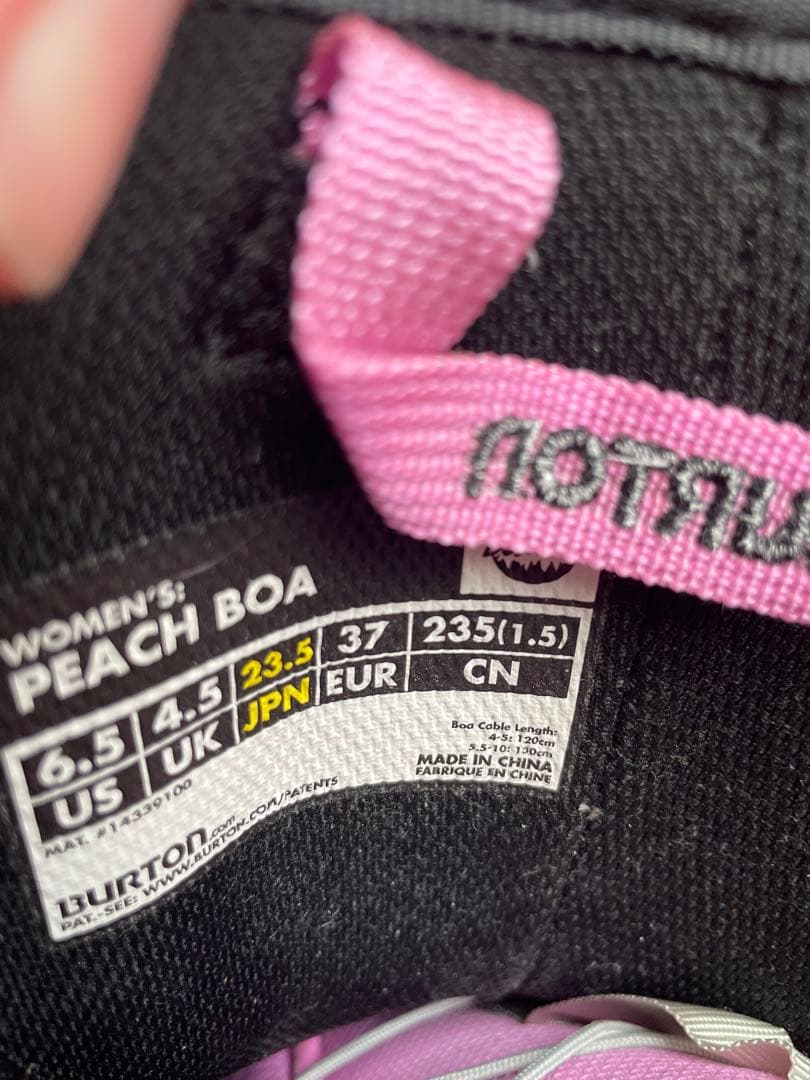 BURTON
WOMEN'S:
PEACH BOA
6.5 4.5 23.5 37 235(1.5)
US UK JPN EUR CN
MAT. #14339100
Boa Cable Length:
4-5: 120cm
5.5-10: 130cm
MADE IN CHINA
FABRIQUE EN CHINE
BURTON.com
PAT.-SEE: WWW.BURTON.COM/PATENTS